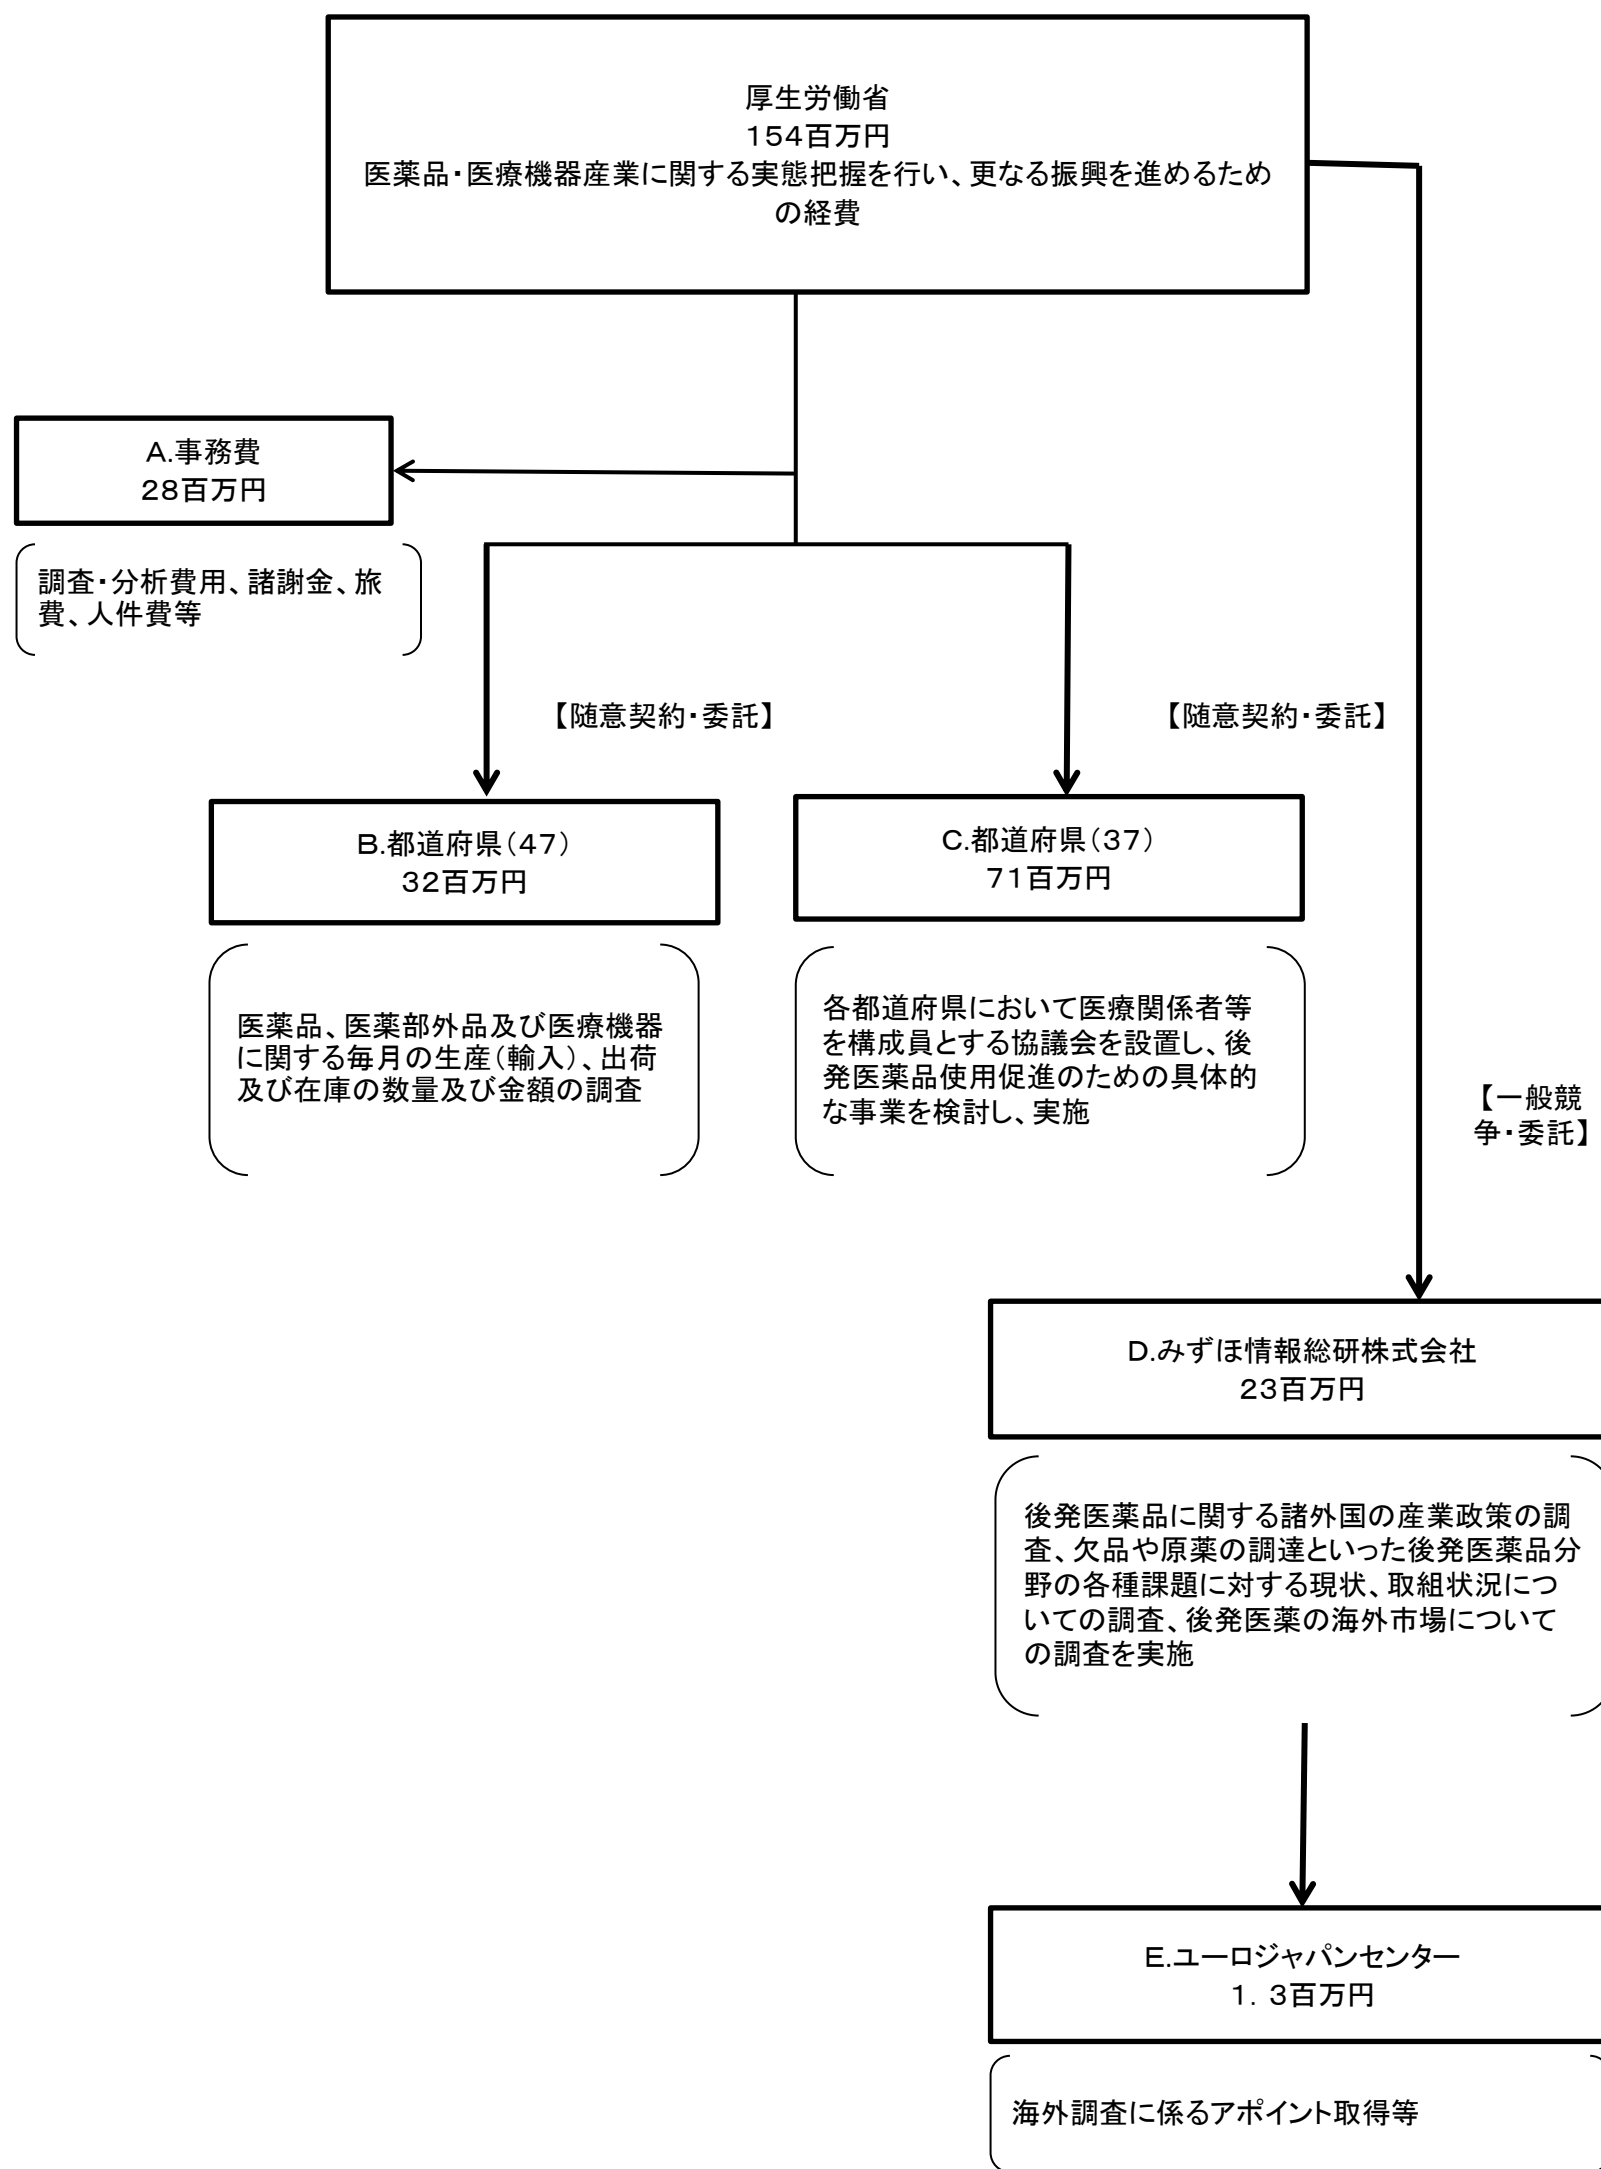 厚生労働省
154百万円
医薬品・医療機器産業に関する実態把握を行い、更なる振興を進めるため
の経費
A.事務費
28百万円
調査・分析費用、諸謝金、旅
費、人件費等
【随意契約・委託】
【随意契約・委託】
B.都道府県（47）
32百万円
C.都道府県（37）
71百万円
医薬品、医薬部外品及び医療機器
に関する毎月の生産（輸入）、出荷
及び在庫の数量及び金額の調査
各都道府県において医療関係者等
を構成員とする協議会を設置し、後
発医薬品使用促進のための具体的
な事業を検討し、実施
【一般競
争・委託】
D.みずほ情報総研株式会社
23百万円
後発医薬品に関する諸外国の産業政策の調
査、欠品や原薬の調達といった後発医薬品分
野の各種課題に対する現状、取組状況につ
いての調査、後発医薬の海外市場について
の調査を実施
E.ユーロジャパンセンター
1．3百万円
海外調査に係るアポイント取得等